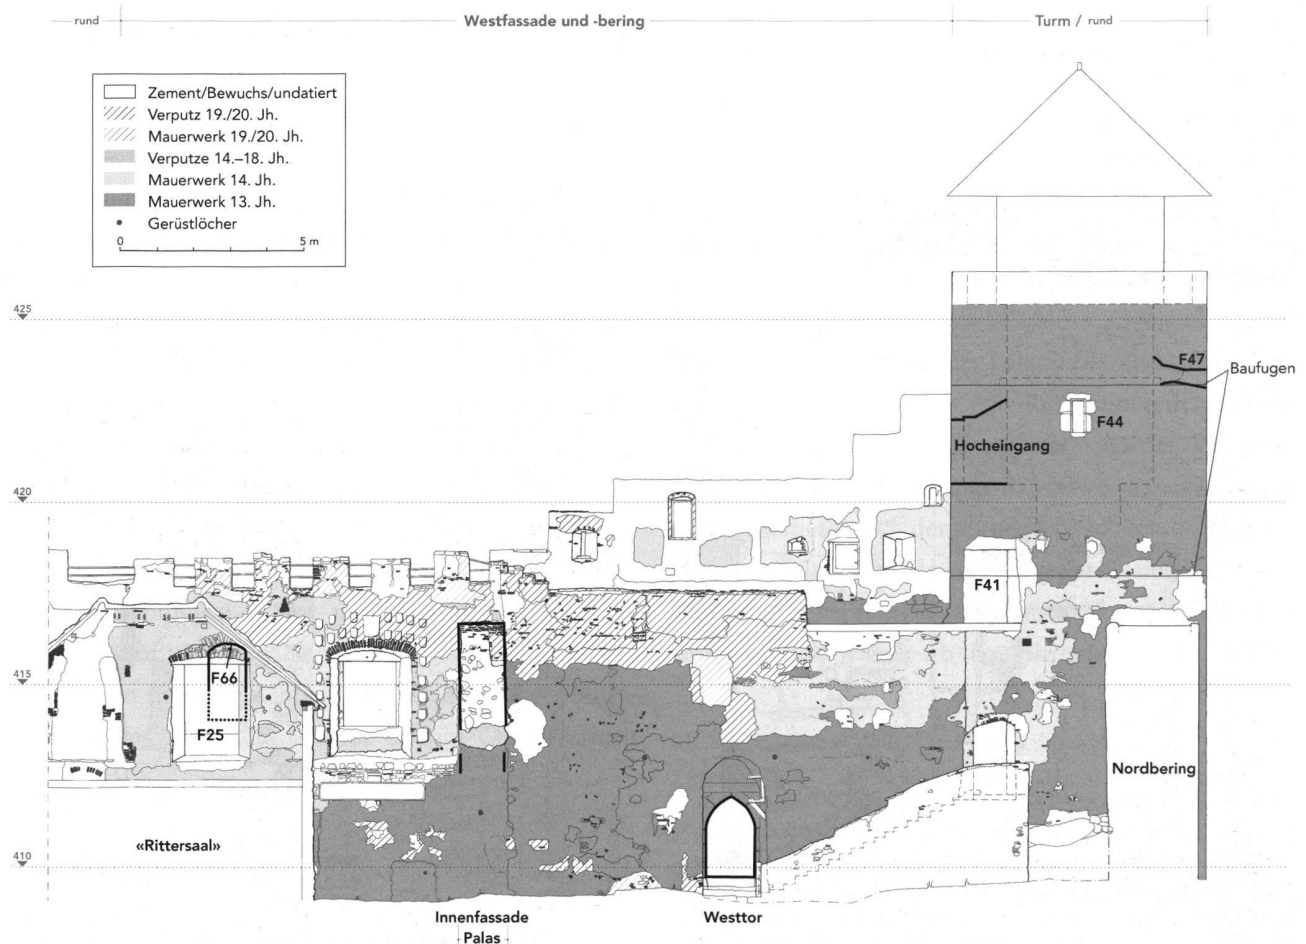 rund
Westfassade und -bering
Turm / rund
Zement/Bewuchs/undatiert
Verputz 19./20. Jh.
Mauerwerk 19./20. Jh.
Verputze 14.–18. Jh.
Mauerwerk 14. Jh.
Mauerwerk 13. Jh.
Gerüstlöcher
0 5 m
425
F47
Baufugen
F44
Hocheingang
420
F41
415
F66
F25
Nordbering
«Rittersaal»
410
Innenfassade
Palas
Westtor